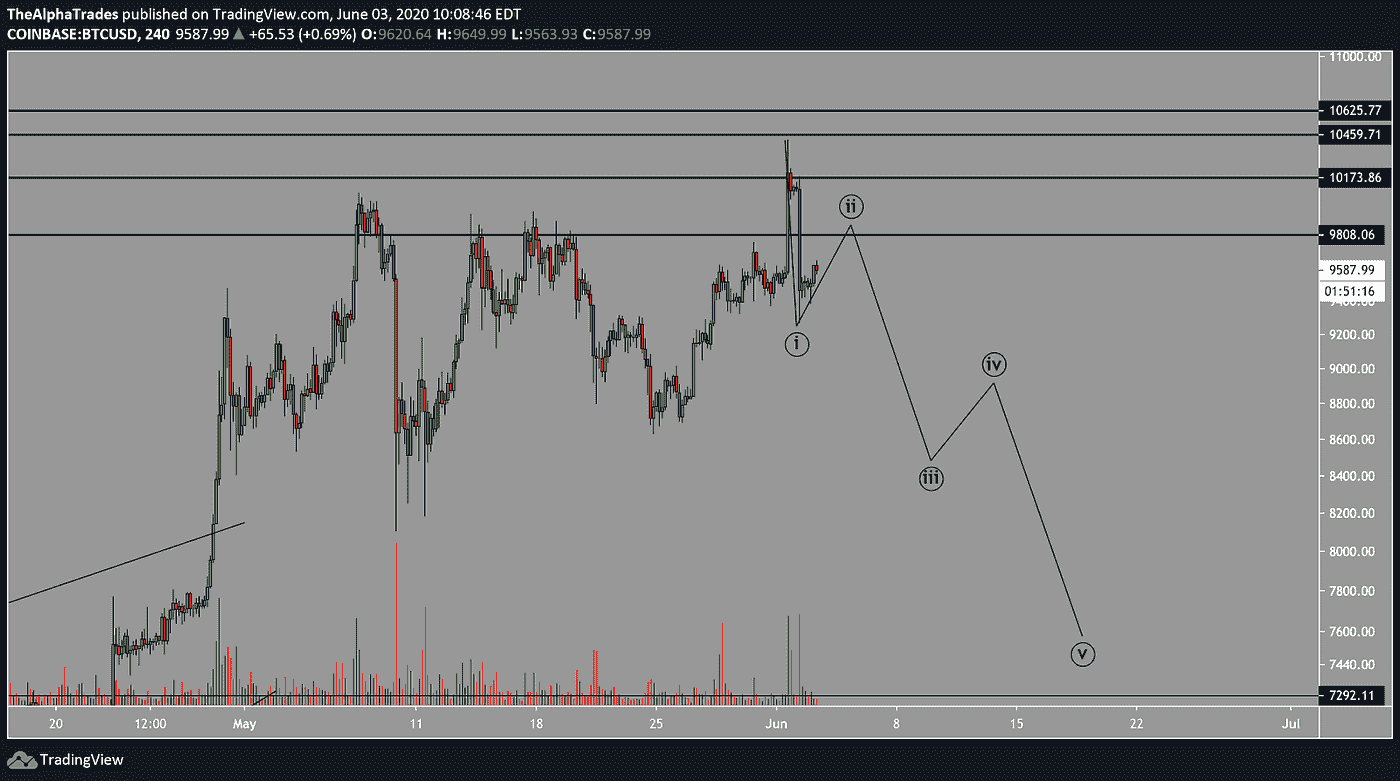 TheAlphaTrades published on TradingView.com, June 03, 2020 10:08:46 EDT
COINBASE:BTCUSD, 240 9587.99 ▲ +65.53 (+0.69%) O:9620.64 H:9649.99 L:9563.93 C:9587.99
11000.00
10625.77
10459.71
10173.86
ii
9808.06
9587.99
01:51:16
9400.00
9200.00
i
iv
9000.00
8800.00
8600.00
iii
8400.00
8200.00
8000.00
7800.00
7600.00
v
7440.00
7292.11
20 12:00 May 11 18 25 Jun 8 15 22 Jul
TradingView